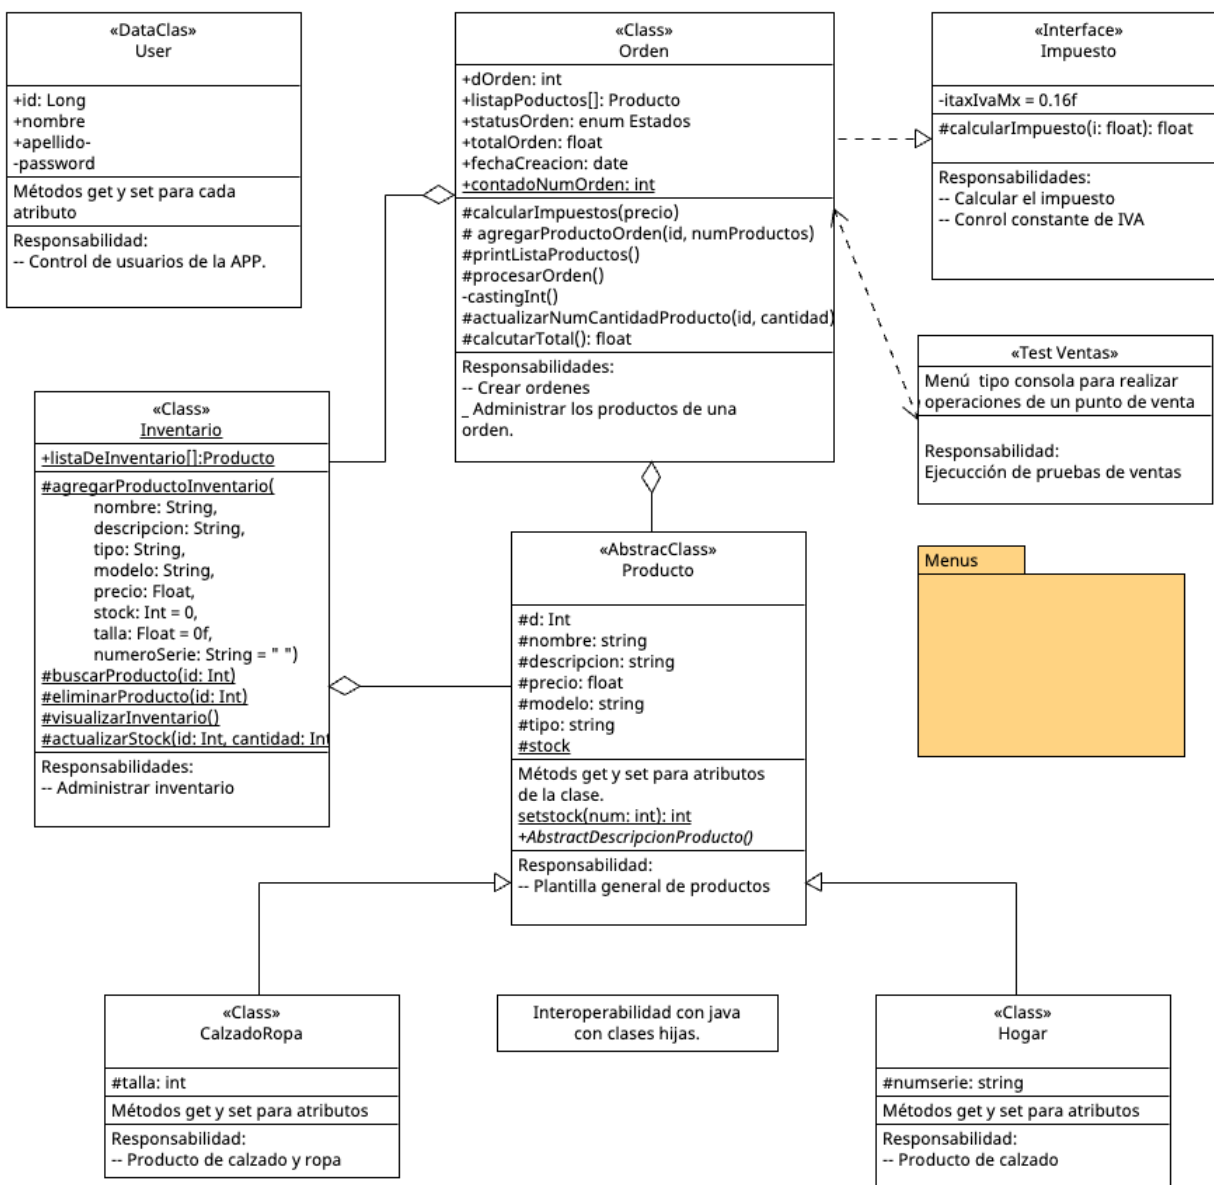 «DataClas»
User
+id: Long
+nombre
+apellido-
-password
Métodos get y set para cada
atributo
Responsabilidad:
-- Control de usuarios de la APP.
«Class»
Orden
+dOrden: int
+listapPoductos[]: Producto
+statusOrden: enum Estados
+totalOrden: float
+fechaCreacion: date
+contadoNumOrden: int
#calcularImpuestos(precio)
# agregarProductoOrden(id, numProductos)
#printListaProductos()
#procesarOrden()
-castingInt()
#actualizarNumCantidadProducto(id, cantidad)
#calcutarTotal(): float
Responsabilidades:
-- Crear ordenes
_ Administrar los productos de una
orden.
«Interface»
Impuesto
-itaxIvaMx = 0.16f
#calcularImpuesto(i: float): float
Responsabilidades:
-- Calcular el impuesto
-- Conrol constante de IVA
«Test Ventas»
Menú tipo consola para realizar
operaciones de un punto de venta
Responsabilidad:
Ejecucción de pruebas de ventas
«Class»
Inventario
+listaDeInventario[]:Producto
#agregarProductoInventario(
nombre: String,
descripcion: String,
tipo: String,
modelo: String,
precio: Float,
stock: Int = 0,
talla: Float = 0f,
numeroSerie: String = " ")
#buscarProducto(id: Int)
#eliminarProducto(id: Int)
#visualizarInventario()
#actualizarStock(id: Int, cantidad: Int
Responsabilidades:
-- Administrar inventario
«AbstracClass»
Producto
#d: Int
#nombre: string
#descripcion: string
#precio: float
#modelo: string
#tipo: string
#stock
Métods get y set para atributos
de la clase.
setstock(num: int): int
+AbstractDescripcionProducto()
Responsabilidad:
-- Plantilla general de productos
Menus
«Class»
CalzadoRopa
#talla: int
Métodos get y set para atributos
Responsabilidad:
-- Producto de calzado y ropa
Interoperabilidad con java
con clases hijas.
«Class»
Hogar
#numserie: string
Métodos get y set para atributos
Responsabilidad:
-- Producto de calzado